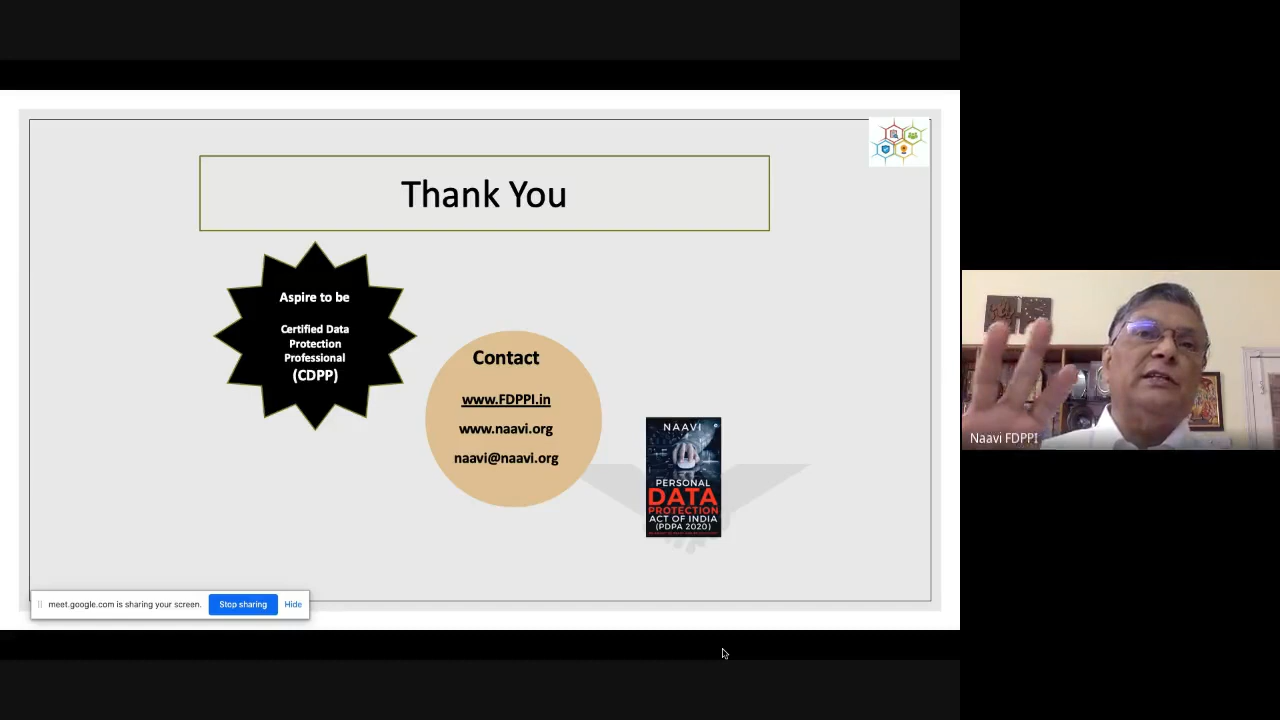 Thank You
Aspire to be
Certified Data
Protection
Professional
(CDPP)
Contact
www.FDPPI.in
www.naavi.org
naavi@naavi.org
NAAVI
PERSONAL
DATA
PROTECTION
ACT OF INDIA
(PDPA 2020)
meet.google.com is sharing your screen.
Stop sharing
Hide
Naavi FDPPI